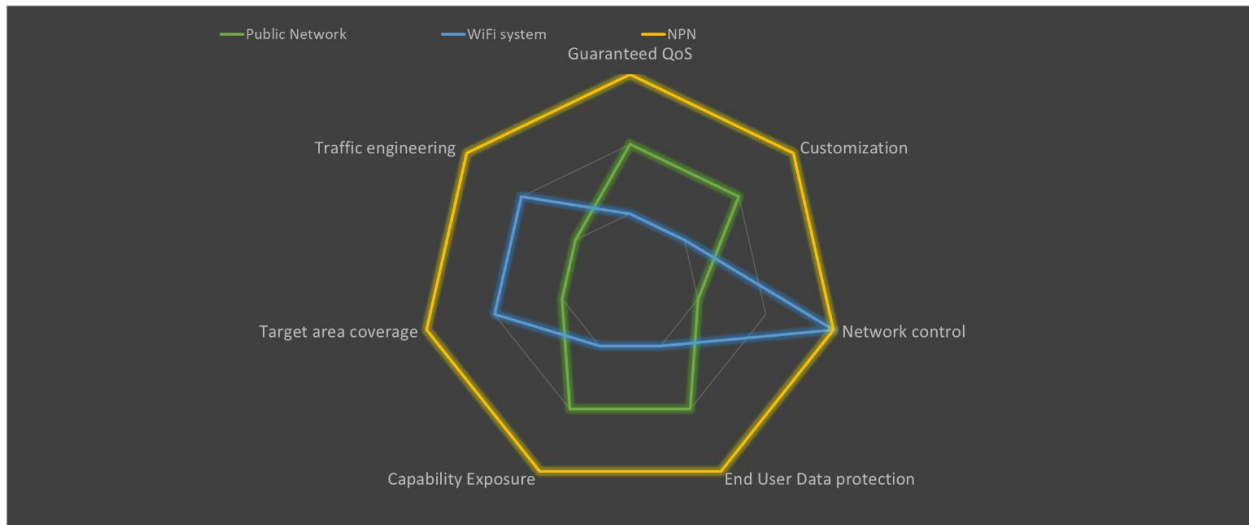 Public Network
WiFi system
NPN
Guaranteed QoS
Traffic engineering
Customization
Target area coverage
Network control
Capability Exposure
End User Data protection